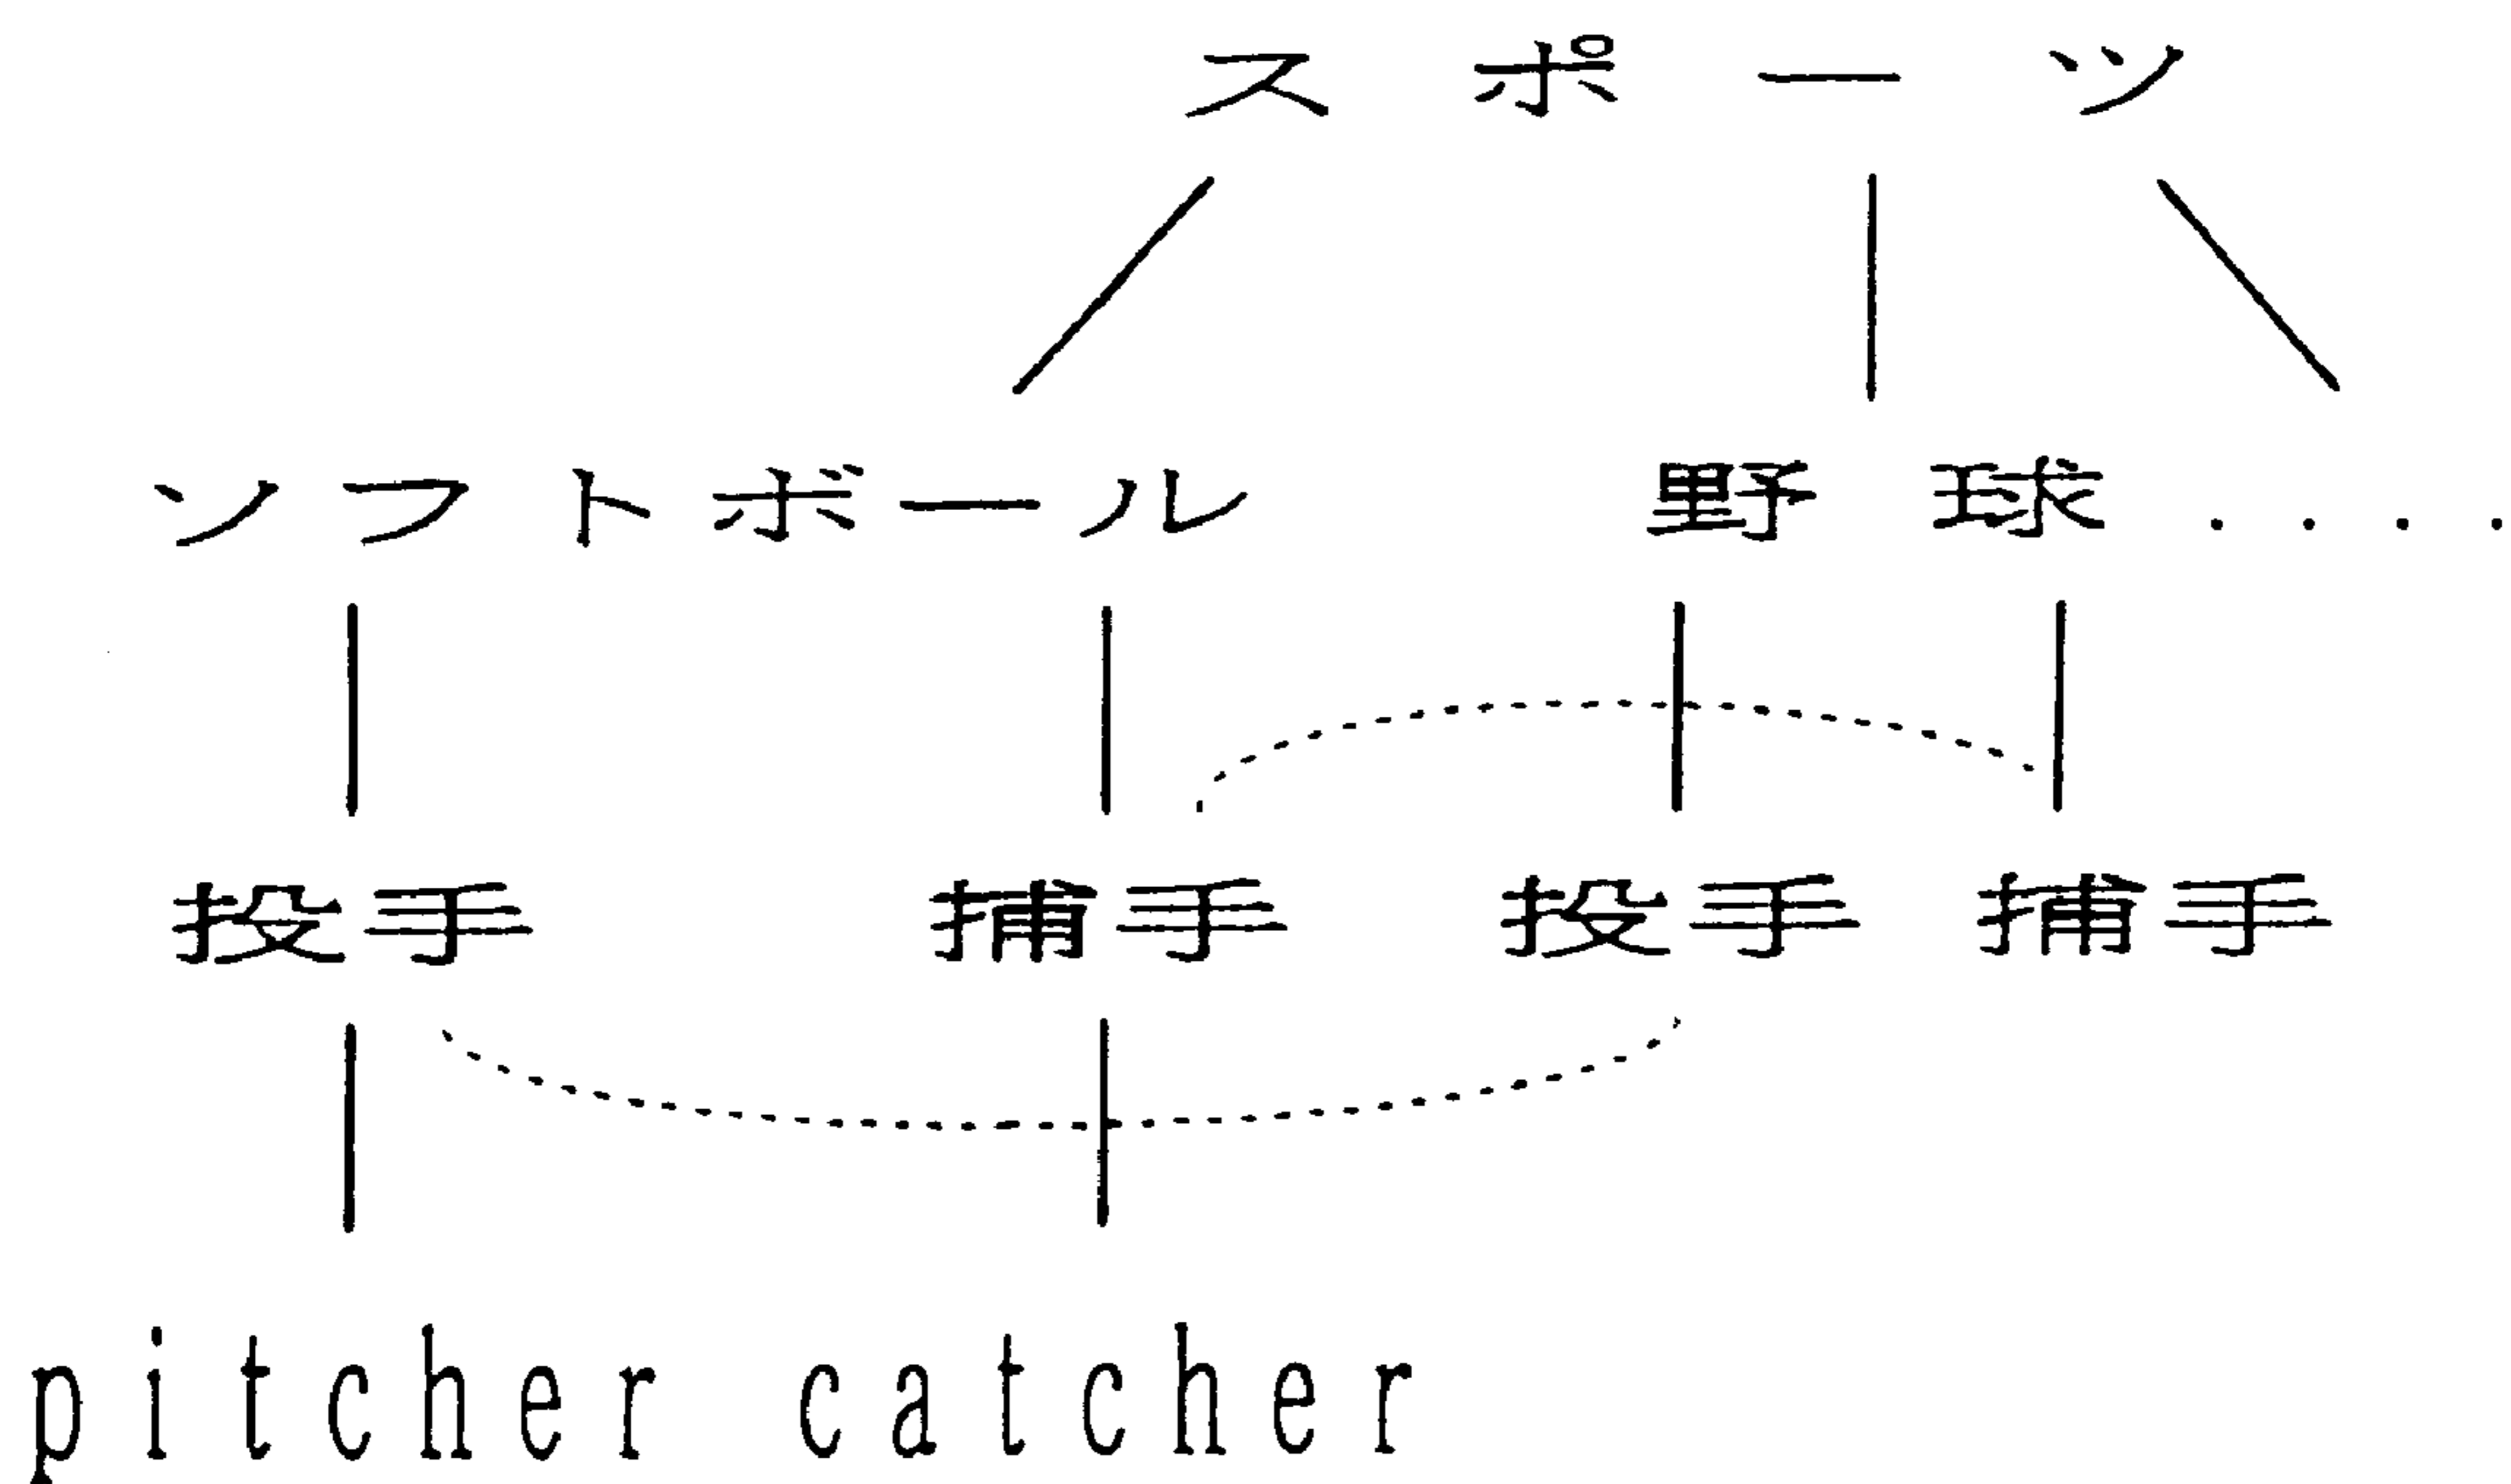 スポーツ
ソフトボール 野球....
投手 捕手 投手 捕手
pitcher catcher